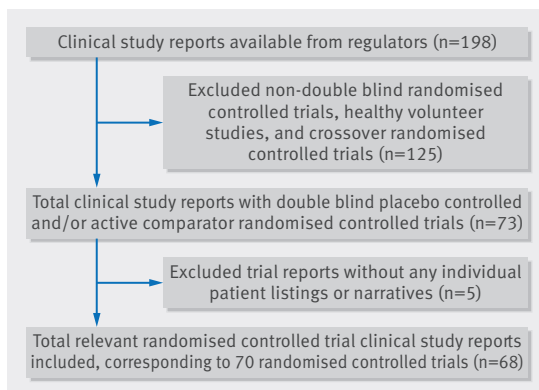 Clinical study reports available from regulators (n=198)
Excluded non-double blind randomised
controlled trials, healthy volunteer
studies, and crossover randomised
controlled trials (n=125)
Total clinical study reports with double blind placebo controlled
and/or active comparator randomised controlled trials (n=73)
Excluded trial reports without any individual
patient listings or narratives (n=5)
Total relevant randomised controlled trial clinical study reports
included, corresponding to 70 randomised controlled trials (n=68)